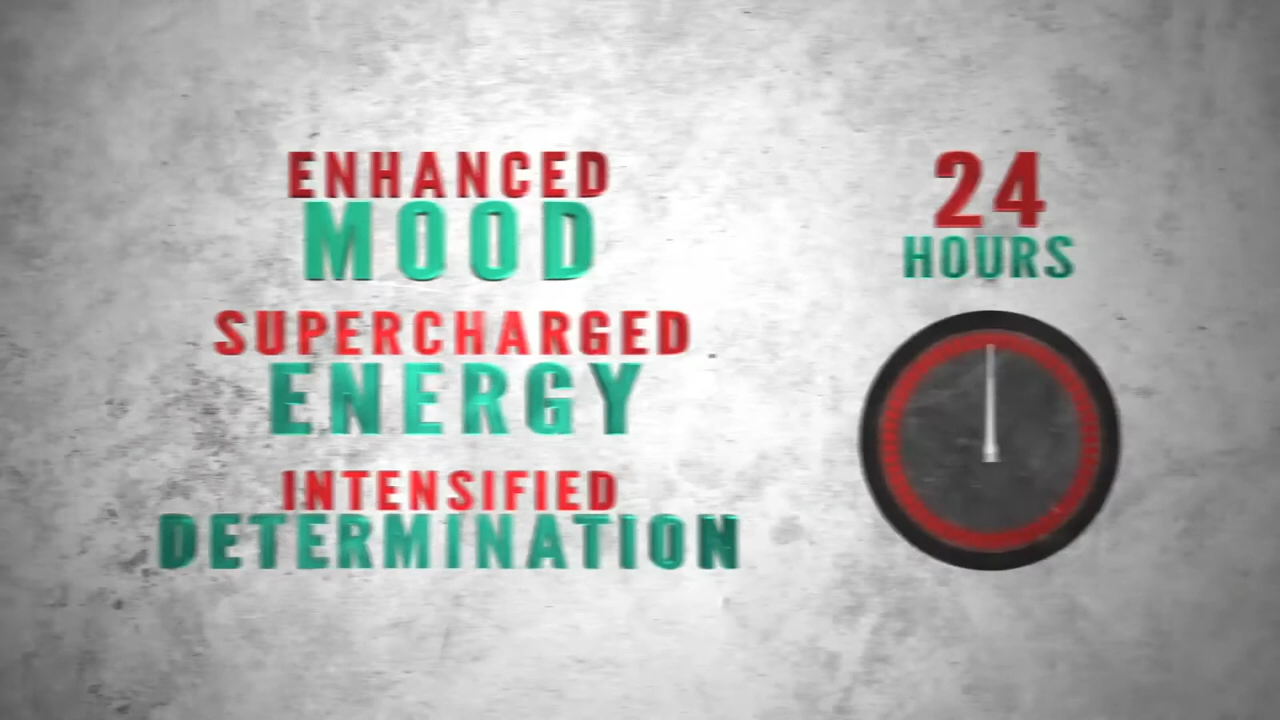 ENHANCED
MOOD
SUPERCHARGED
ENERGY
INTENSIFIED
DETERMINATION
24
HOURS